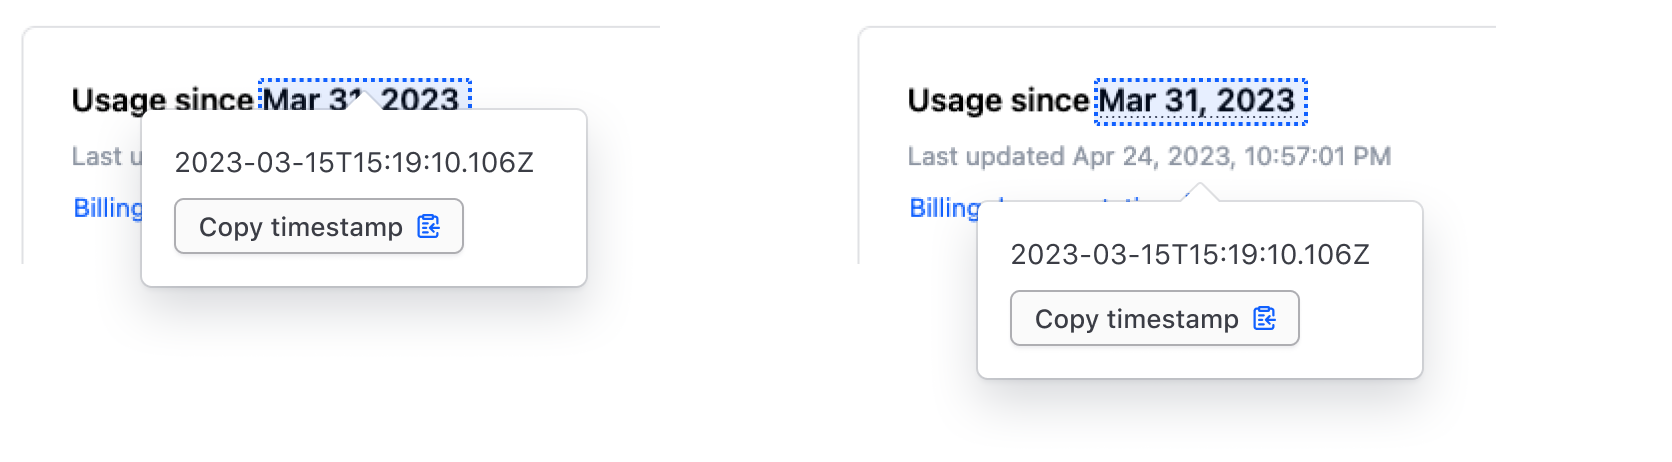 Usage since Mar 31, 2023
Last u
Billing
2023-03-15T15:19:10.106Z
Copy timestamp
Usage since Mar 31, 2023
Last updated Apr 24, 2023, 10:57:01 PM
Billing
2023-03-15T15:19:10.106Z
Copy timestamp